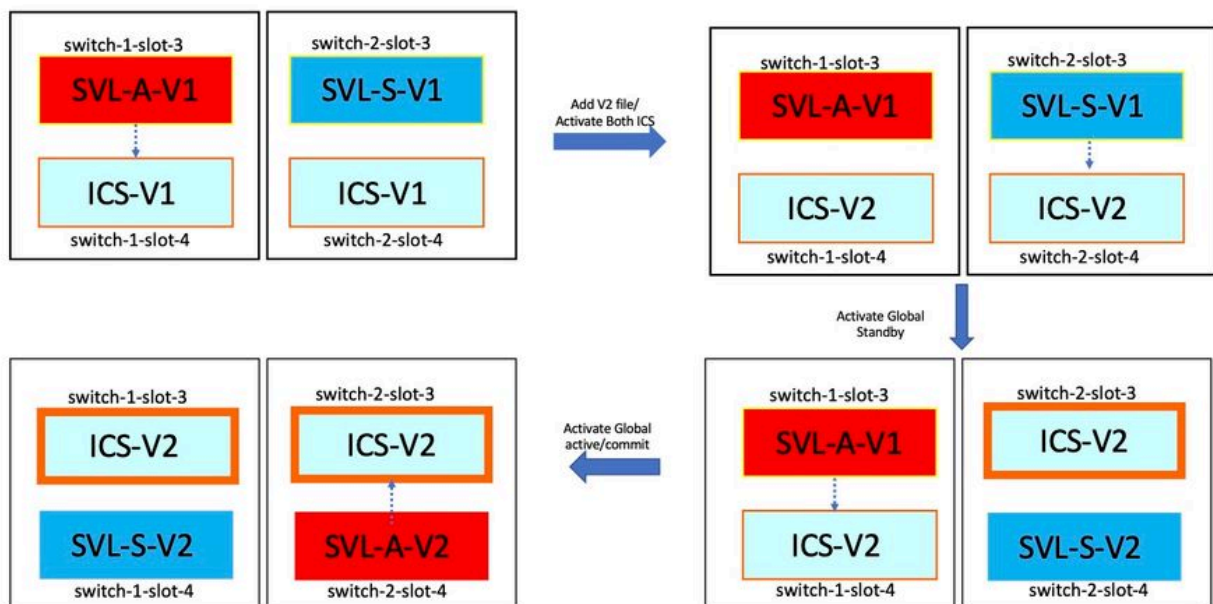 switch-1-slot-3
SVL-A-V1
ICS-V1
switch-1-slot-4
switch-2-slot-3
SVL-S-V1
ICS-V1
switch-2-slot-4
Add V2 file/
Activate Both ICS
switch-1-slot-3
SVL-A-V1
ICS-V2
switch-1-slot-4
switch-2-slot-3
SVL-S-V1
ICS-V2
switch-2-slot-4
Activate Global
Standby
switch-1-slot-3
SVL-A-V1
ICS-V2
switch-1-slot-4
switch-2-slot-3
ICS-V2
SVL-S-V2
switch-2-slot-4
Activate Global
active/commit
switch-1-slot-3
ICS-V2
SVL-S-V2
switch-1-slot-4
switch-2-slot-3
ICS-V2
SVL-A-V2
switch-2-slot-4